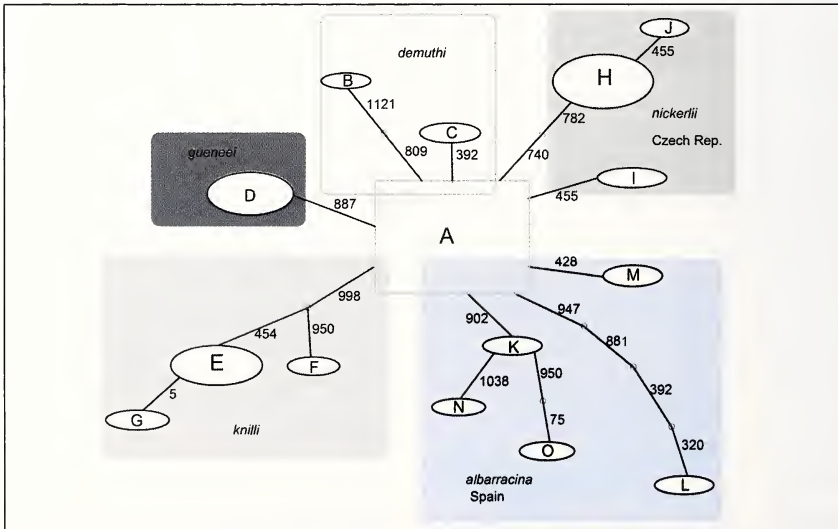 J
455
demuthi
H
B
1121
nickerlii
782
C
Czech Rep.
gueneei
809
392
740
D
I
455
887
A
428
M
998
947
902
881
454
950
K
E
F
950
392
5
1038
N
G
75
320
knilli
O
albarracina
L
Spain